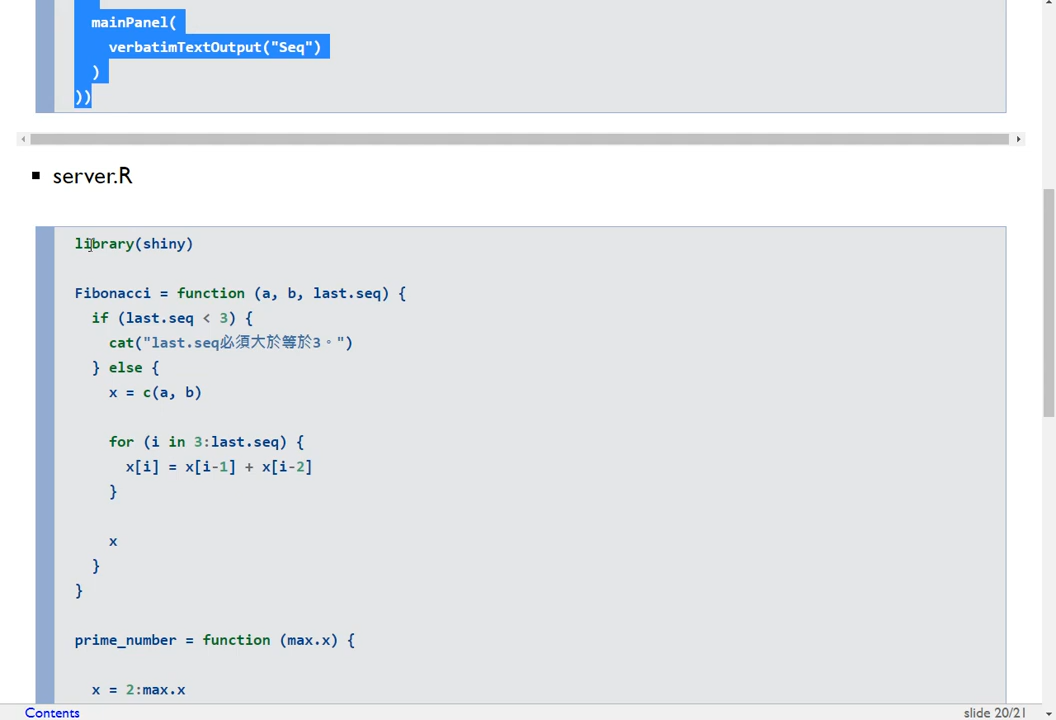 mainPanel(
verbatimTextOutput("Seq")
)
))
server.R
library(shiny)
Fibonacci = function (a, b, last.seq) {
if (last.seq < 3) {
cat("last.seq必須大於等於3。")
} else {
x = c(a, b)
for (i in 3:last.seq) {
x[i] = x[i-1] + x[i-2]
}
x
}
}
prime_number = function (max.x) {
x = 2:max.x
Contents
slide 20/21